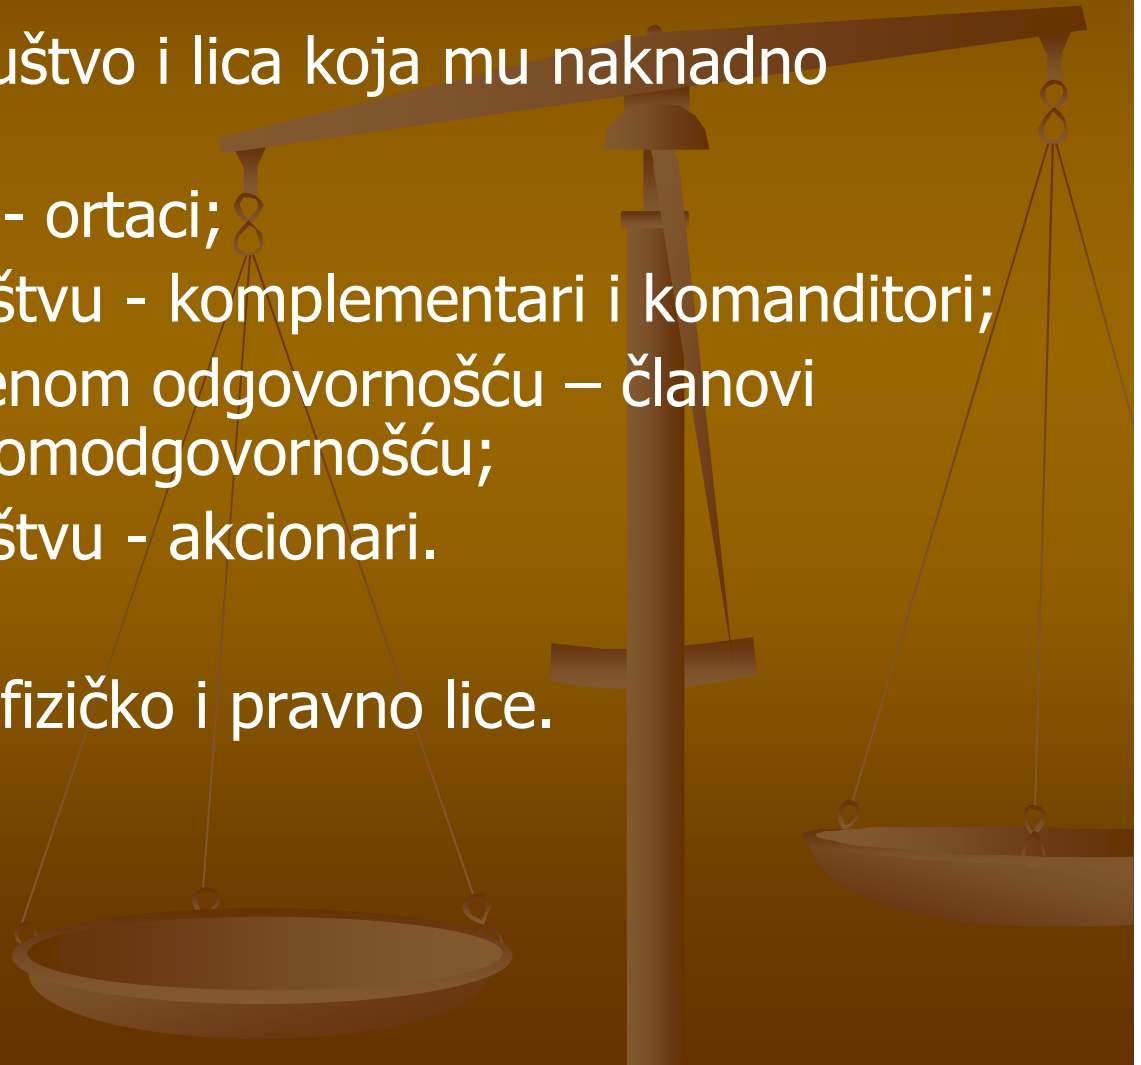 uštvo i lica koja mu naknadno
- ortaci;
štvu - komplementari i komanditori;
enom odgovornošću – članovi
omodgovornošću;
štvu - akcionari.
fizičko i pravno lice.